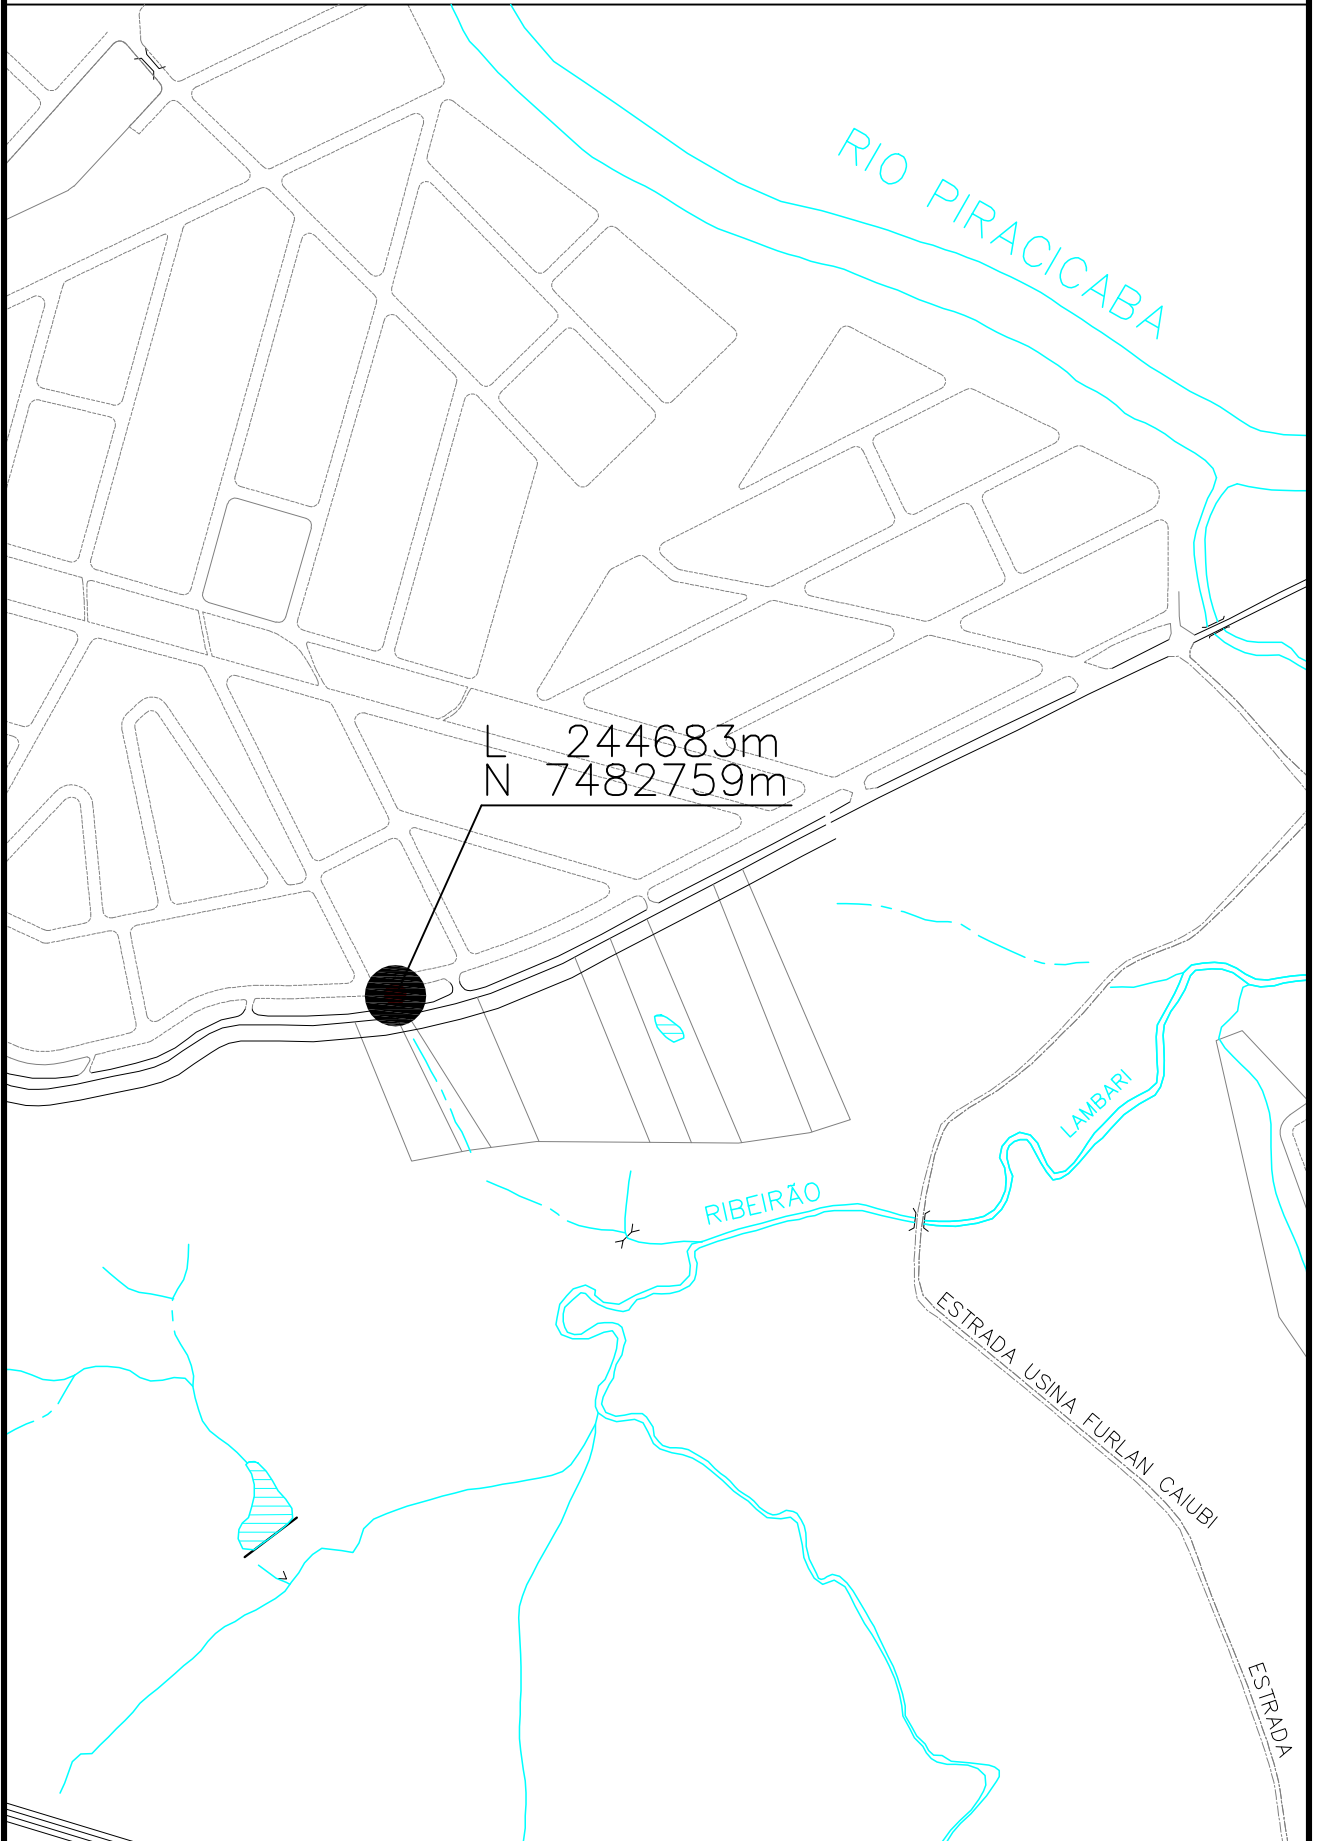 RIO PIRACICABA
L 244683m
N 7482759m
LAMBARI
RIBEIRÃO
ESTRADA USINA FURLAN CAIUBI
ESTRADA